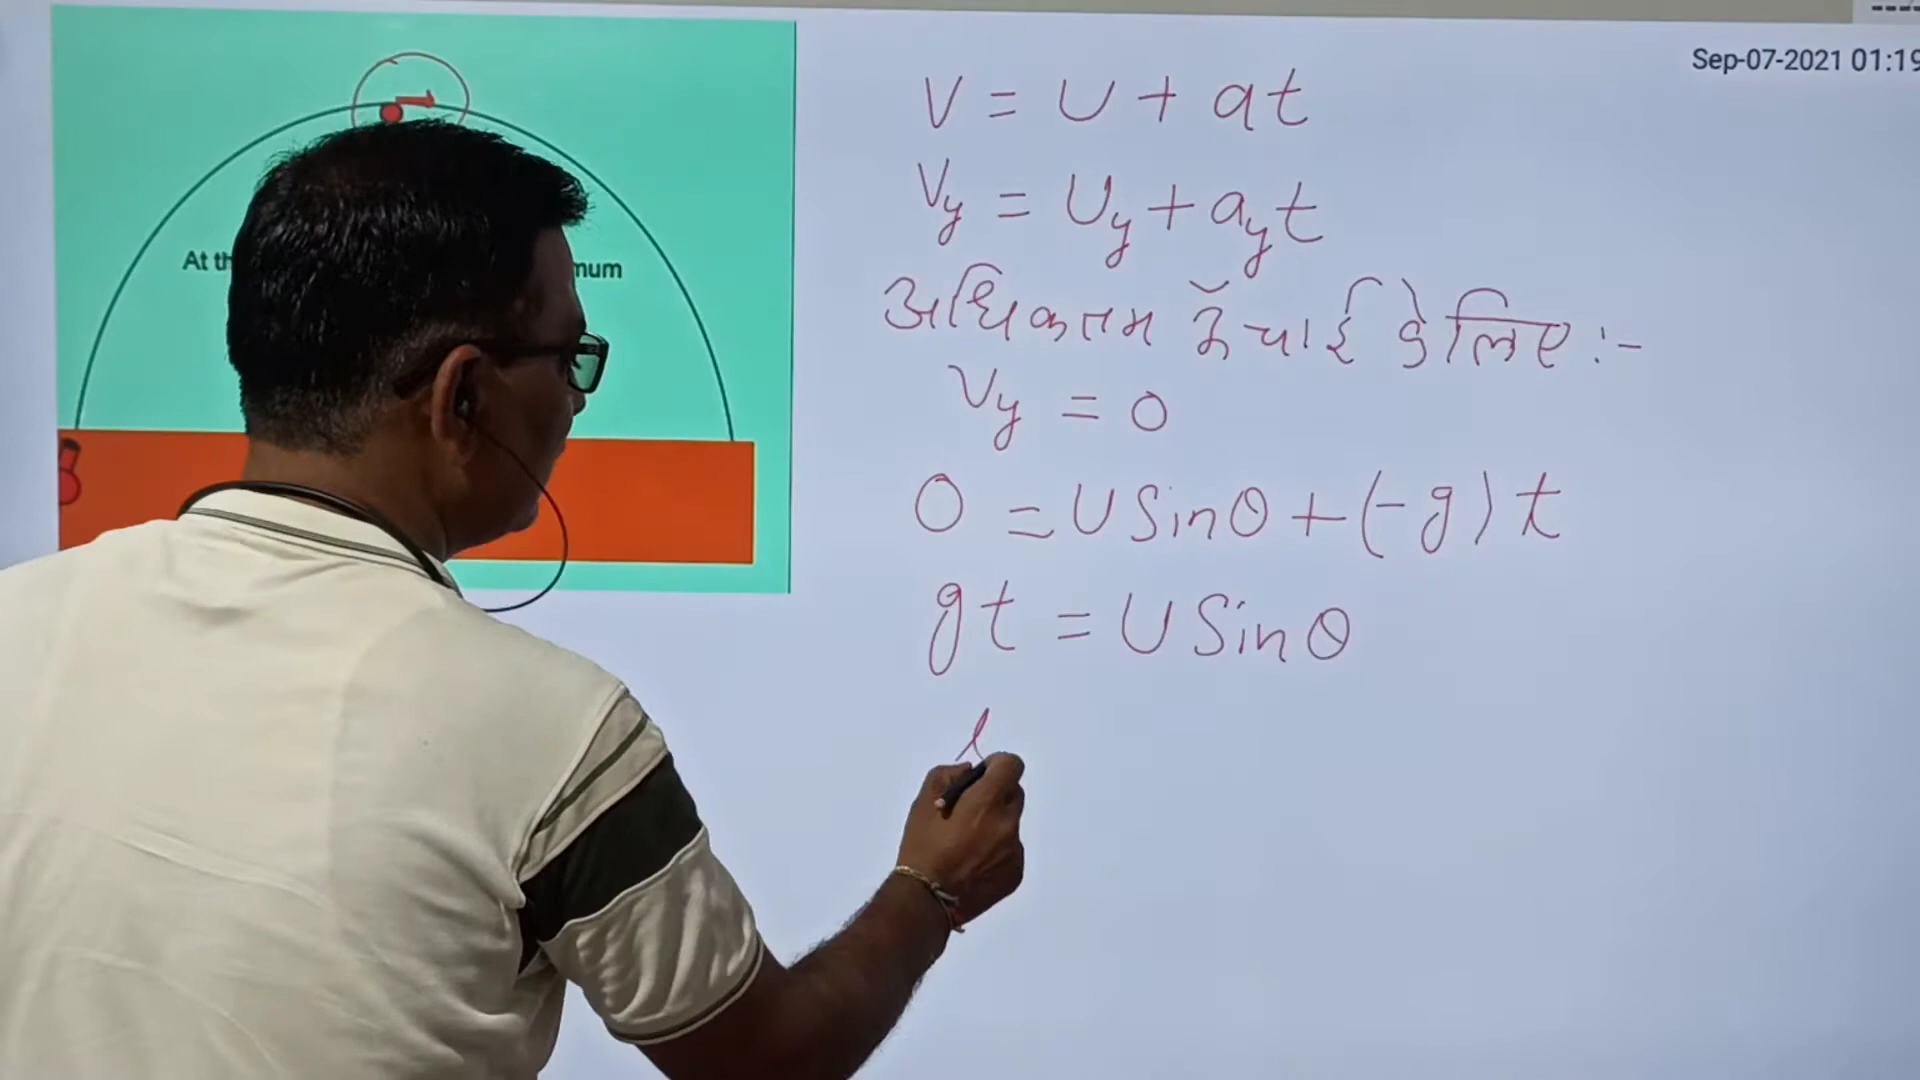 Sep-07-2021 01:19
At th
mum
V = U + at
Vy = Uy + ayt
अधिकतम ऊँचाई के लिए :-
Vy = 0
0 = U Sinθ + (-g) t
gt = U Sinθ